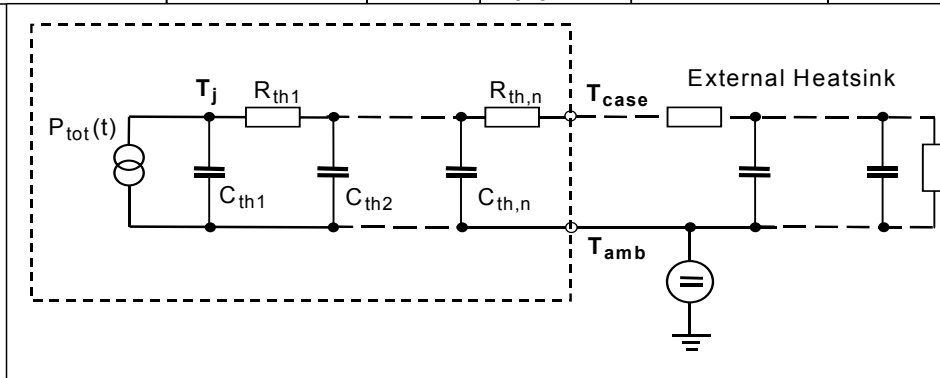 External Heatsink
T_j R_th1 R_th,n T_case
P_tot(t)
C_th1 C_th2 C_th,n
T_amb